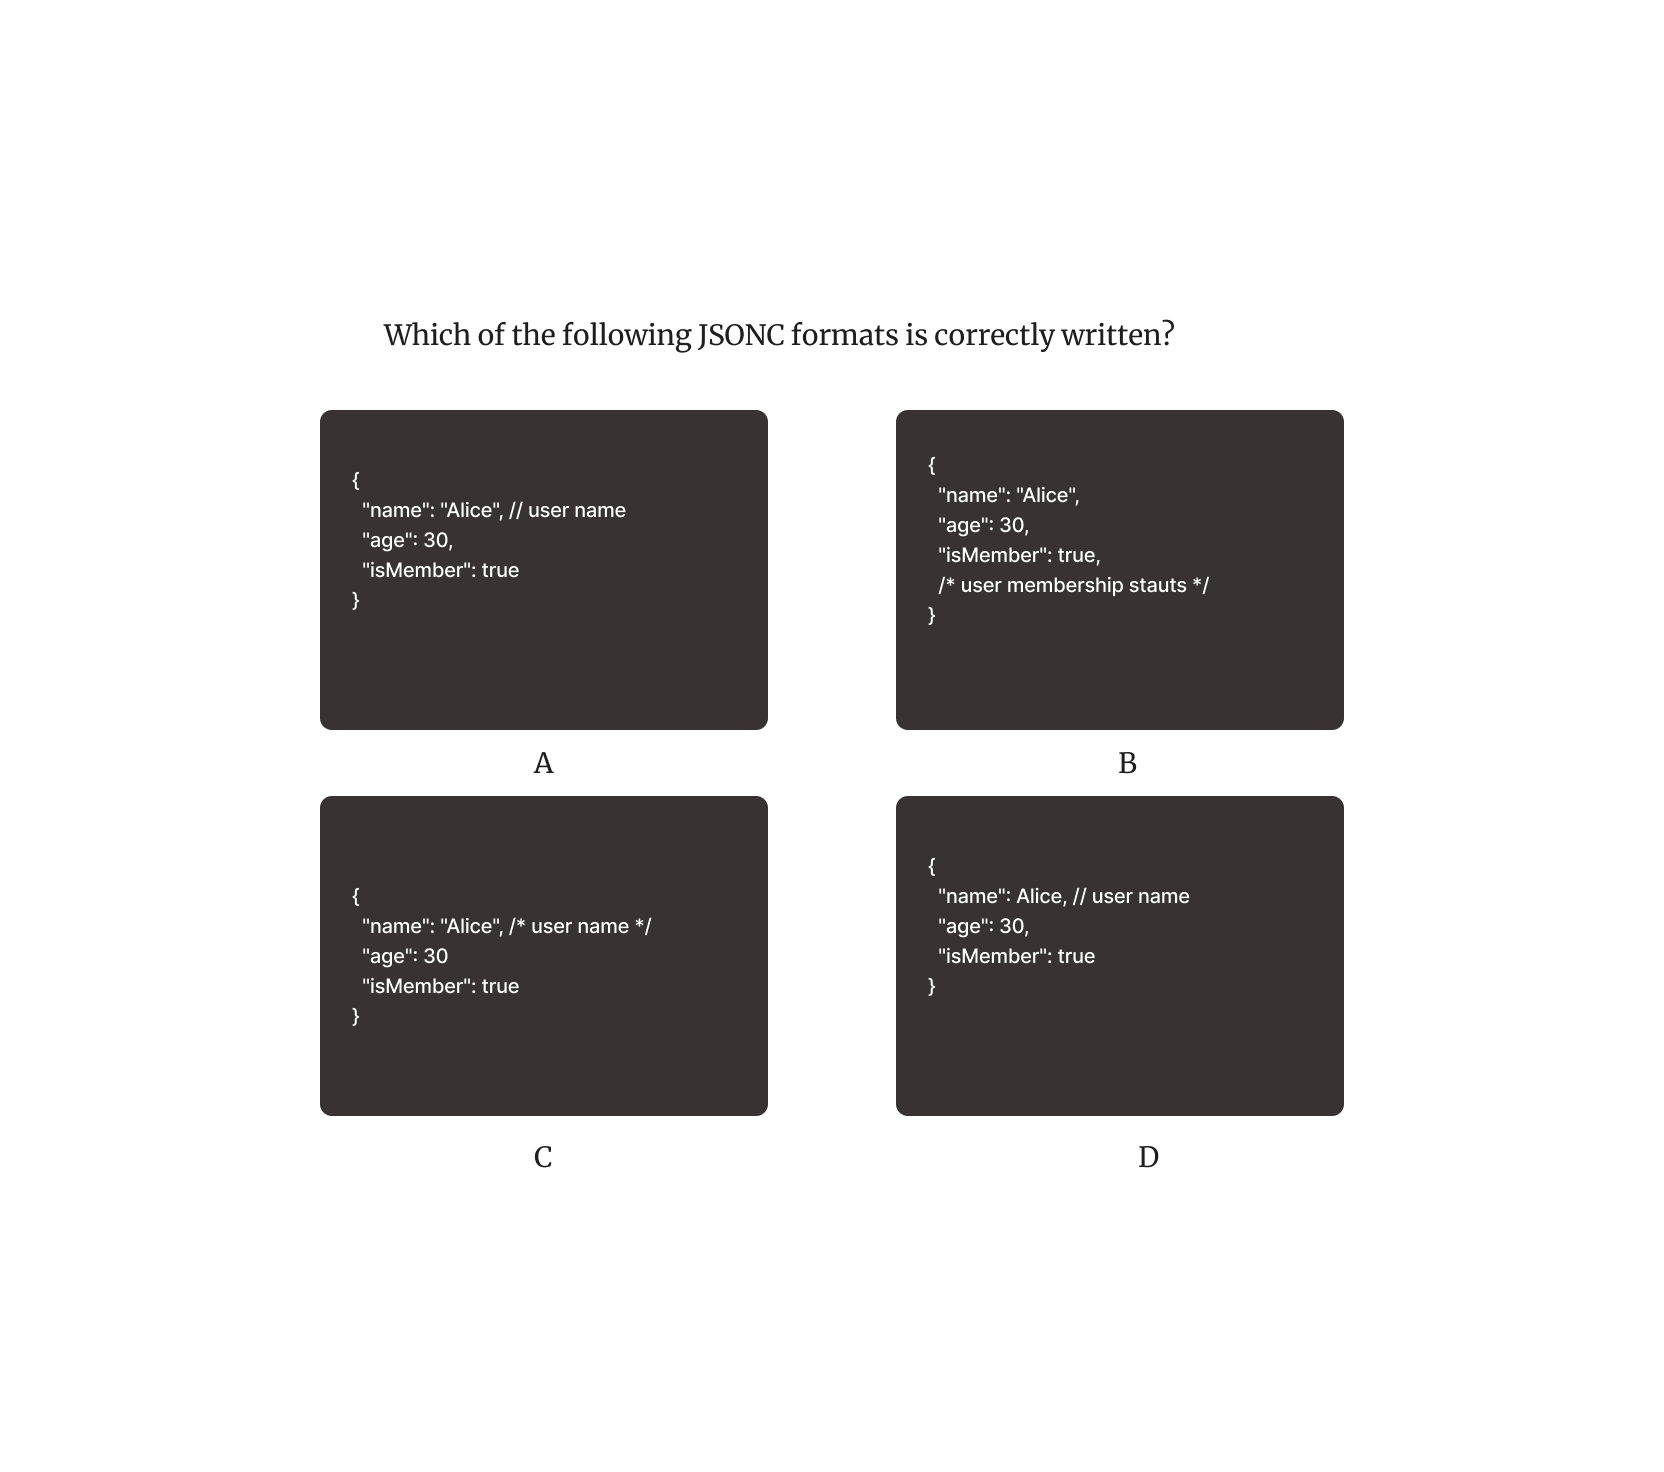 Which of the following JSONC formats is correctly written?
{
"name": "Alice", // user name
"age": 30,
"isMember": true
}
A
{
"name": "Alice",
"age": 30,
"isMember": true,
/* user membership stauts */
}
B
{
"name": "Alice", /* user name */
"age": 30
"isMember": true
}
C
{
"name": Alice, // user name
"age": 30,
"isMember": true
}
D